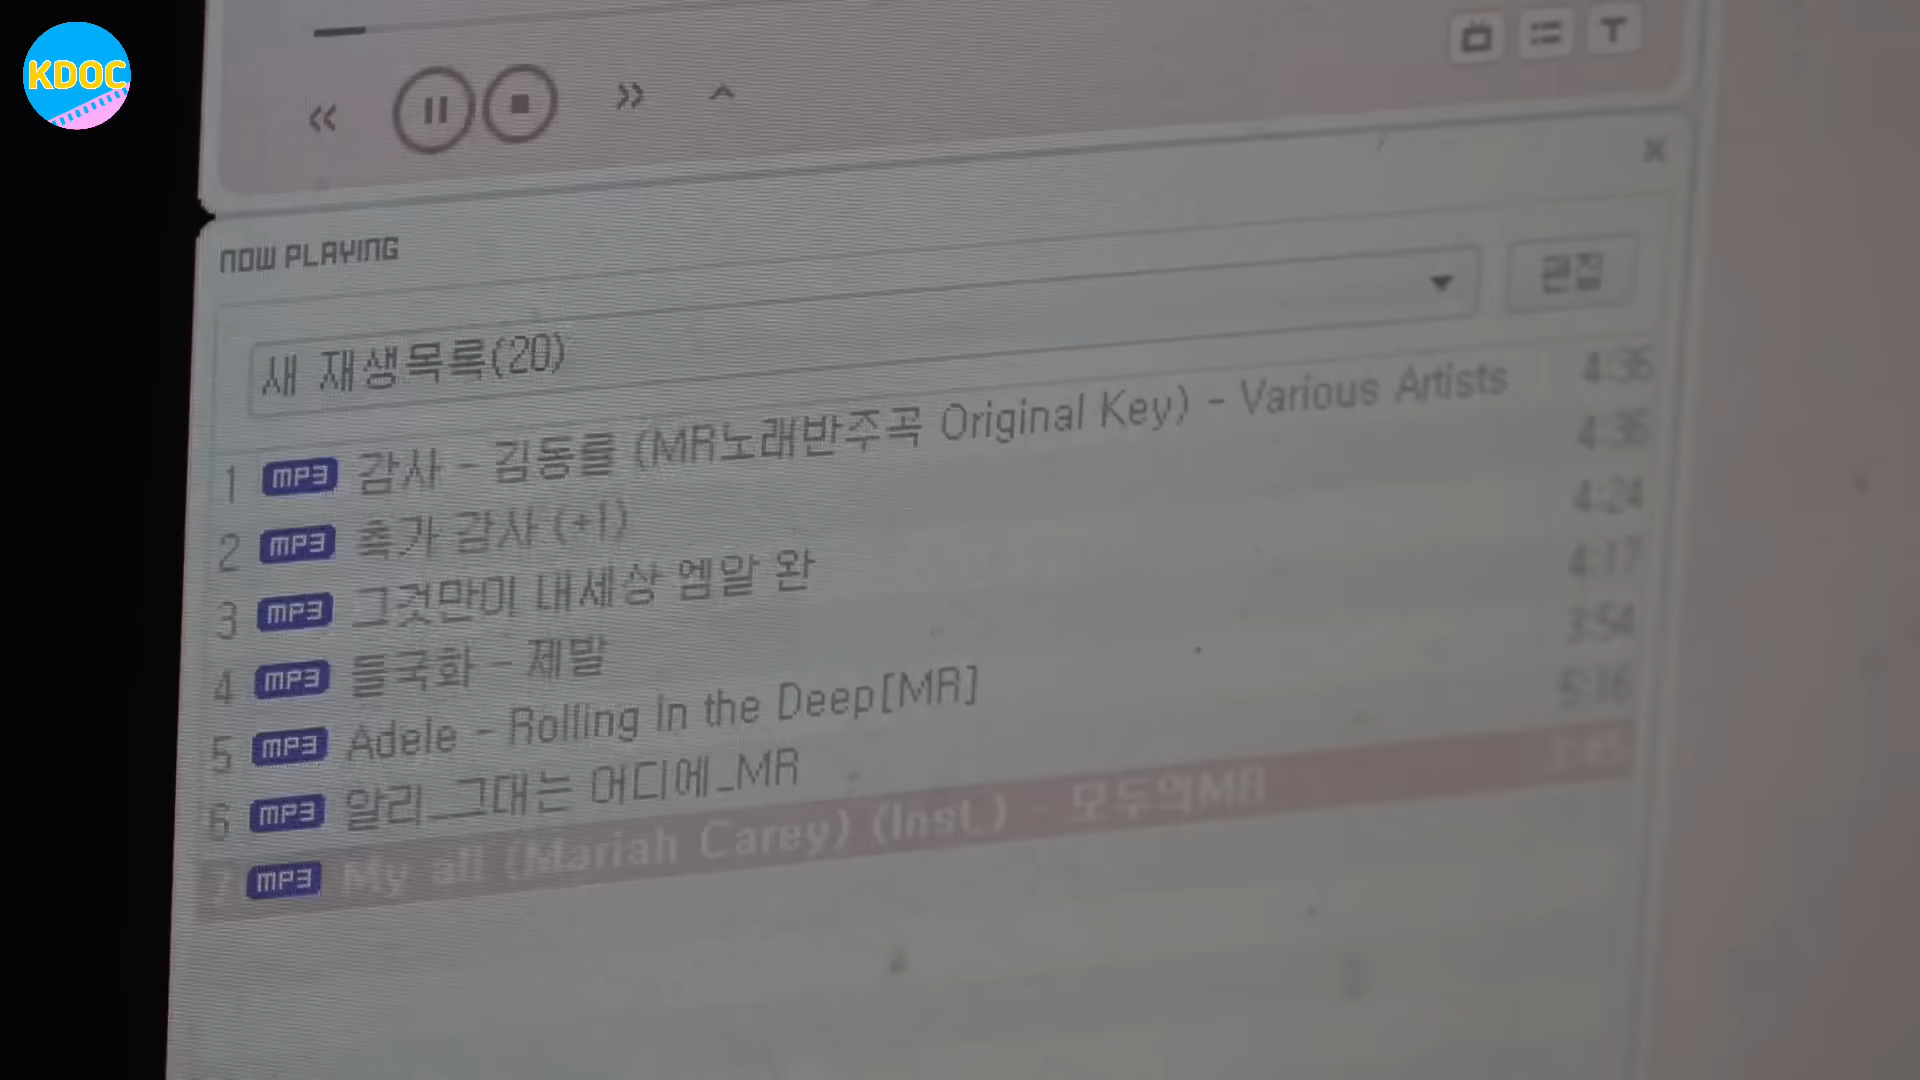 KDOC
NOW PLAYING
편집
새 재생목록(20)
1 MP3 감사 - 김동률 (MR노래반주곡 Original Key) - Various Artists 4:36
2 MP3 축가 감사 (+1) 4:36
3 MP3 그것만이 내세상 엠알 완 4:24
4 MP3 들국화 - 제발 4:17
5 MP3 Adele - Rolling In the Deep[MR] 3:54
6 MP3 알리_그대는 어디에_MR 5:16
7 MP3 My all (Mariah Carey) (Inst.) - 모두의MR 3:45